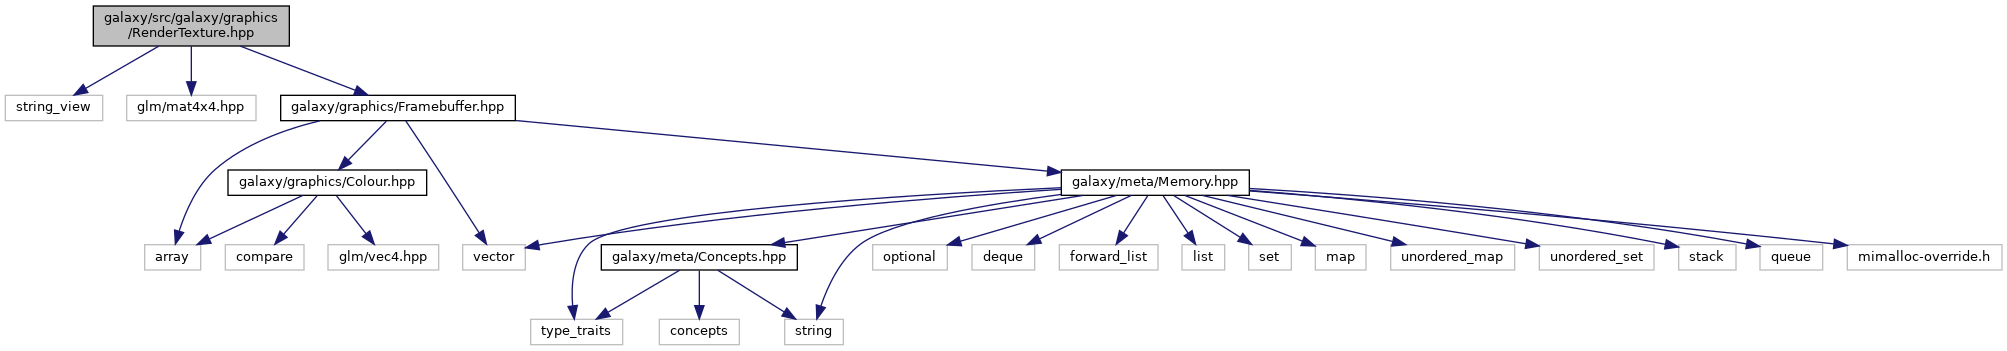 galaxy/src/galaxy/graphics
/RenderTexture.hpp
string_view
glm/mat4x4.hpp
galaxy/graphics/Framebuffer.hpp
galaxy/graphics/Colour.hpp
galaxy/meta/Memory.hpp
array
compare
glm/vec4.hpp
vector
galaxy/meta/Concepts.hpp
optional
deque
forward_list
list
set
map
unordered_map
unordered_set
stack
queue
mimalloc-override.h
type_traits
concepts
string